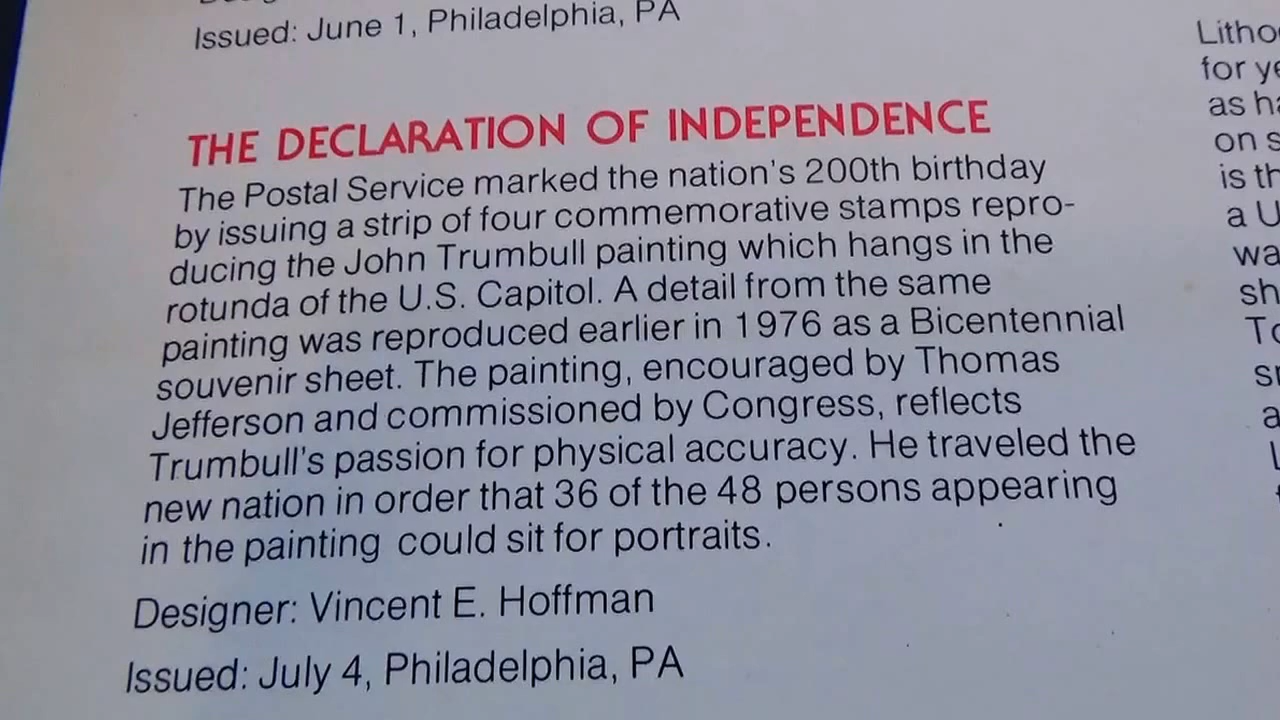 Issued: June 1, Philadelphia, PA
THE DECLARATION OF INDEPENDENCE
The Postal Service marked the nation's 200th birthday
by issuing a strip of four commemorative stamps repro-
ducing the John Trumbull painting which hangs in the
rotunda of the U.S. Capitol. A detail from the same
painting was reproduced earlier in 1976 as a Bicentennial
souvenir sheet. The painting, encouraged by Thomas
Jefferson and commissioned by Congress, reflects
Trumbull's passion for physical accuracy. He traveled the
new nation in order that 36 of the 48 persons appearing
in the painting could sit for portraits.
Designer: Vincent E. Hoffman
Issued: July 4, Philadelphia, PA
for
on
a